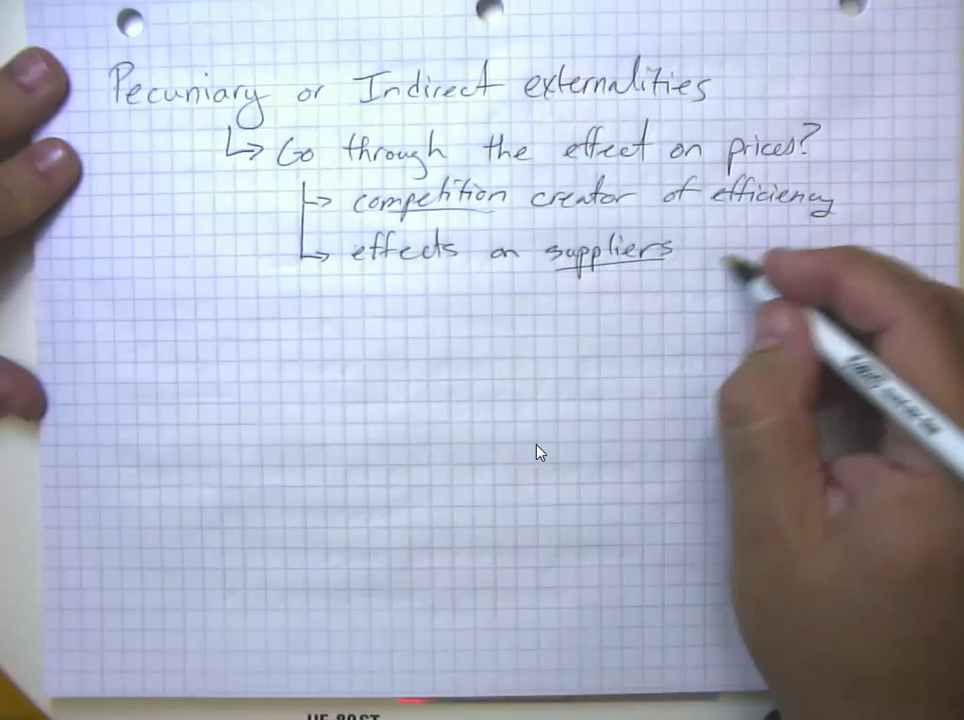 Pecuniary or Indirect externalities
↳ Go through the effect on prices?
↳ competition creator of efficiency
↳ effects on suppliers